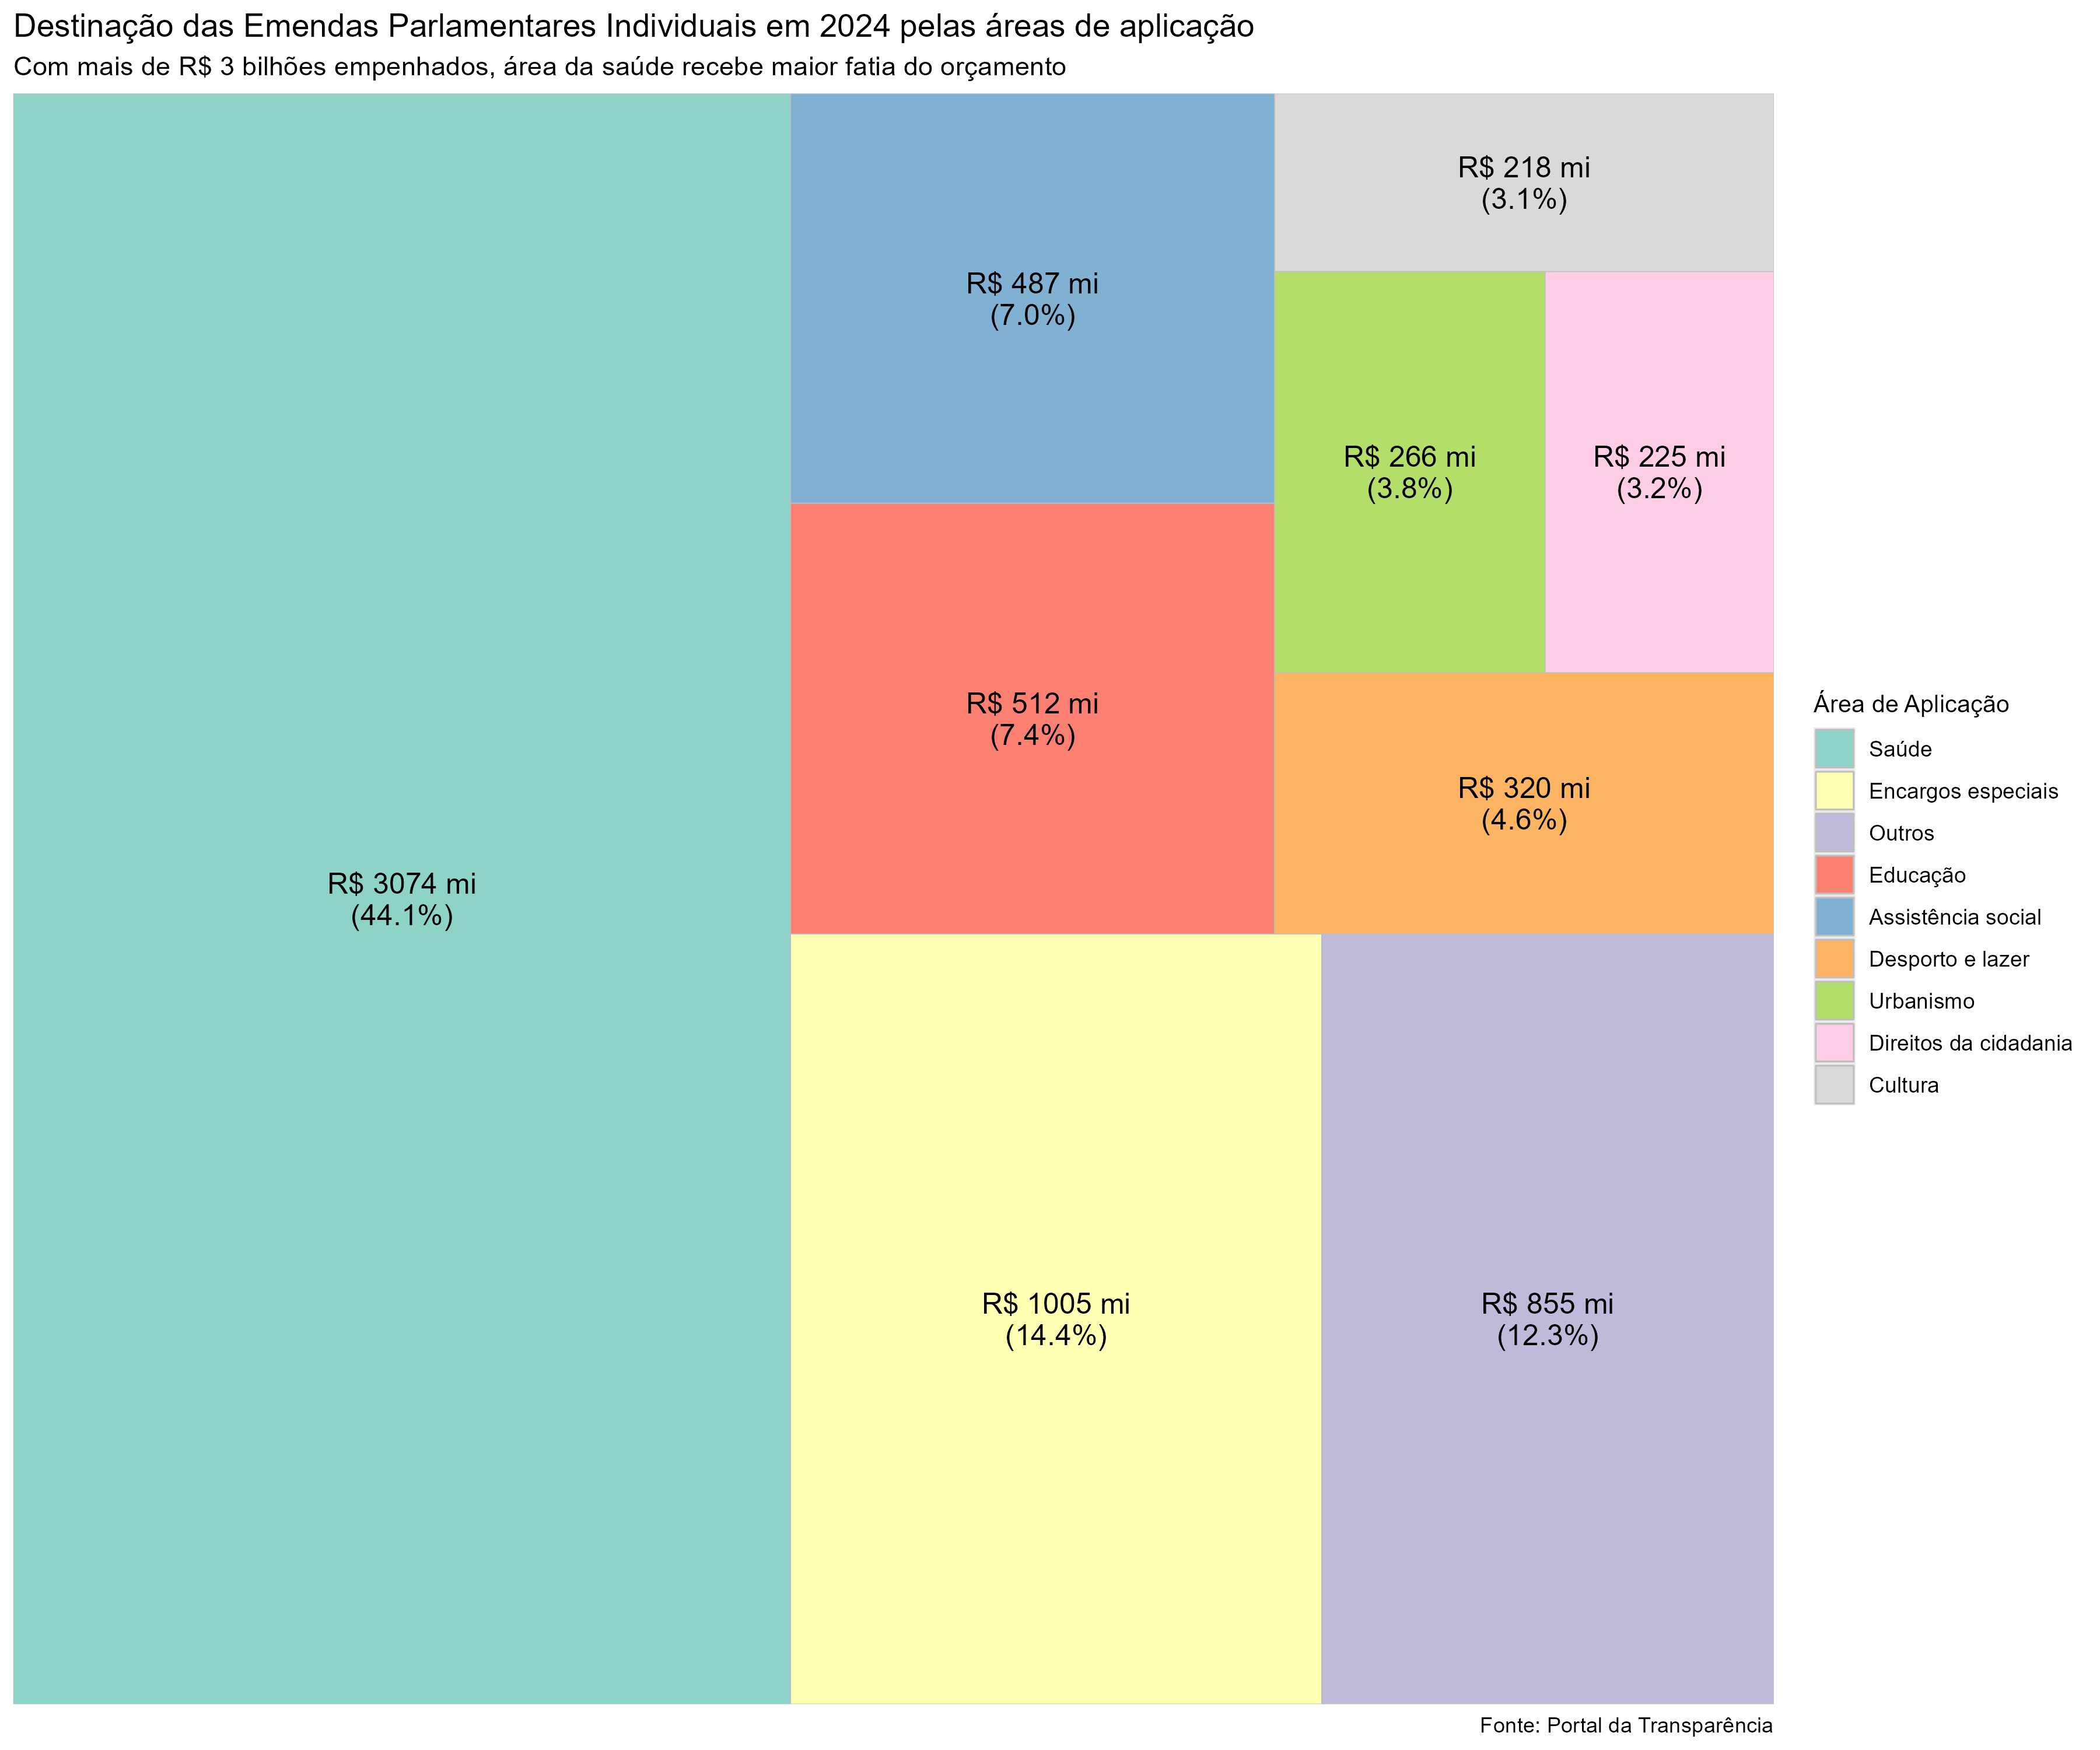 Destinação das Emendas Parlamentares Individuais em 2024 pelas áreas de aplicação
Com mais de R$ 3 bilhões empenhados, área da saúde recebe maior fatia do orçamento
R$ 3074 mi
(44.1%)
R$ 487 mi
(7.0%)
R$ 512 mi
(7.4%)
R$ 1005 mi
(14.4%)
R$ 855 mi
(12.3%)
R$ 218 mi
(3.1%)
R$ 266 mi
(3.8%)
R$ 225 mi
(3.2%)
R$ 320 mi
(4.6%)
Área de Aplicação
Saúde
Encargos especiais
Outros
Educação
Assistência social
Desporto e lazer
Urbanismo
Direitos da cidadania
Cultura
Fonte: Portal da Transparência